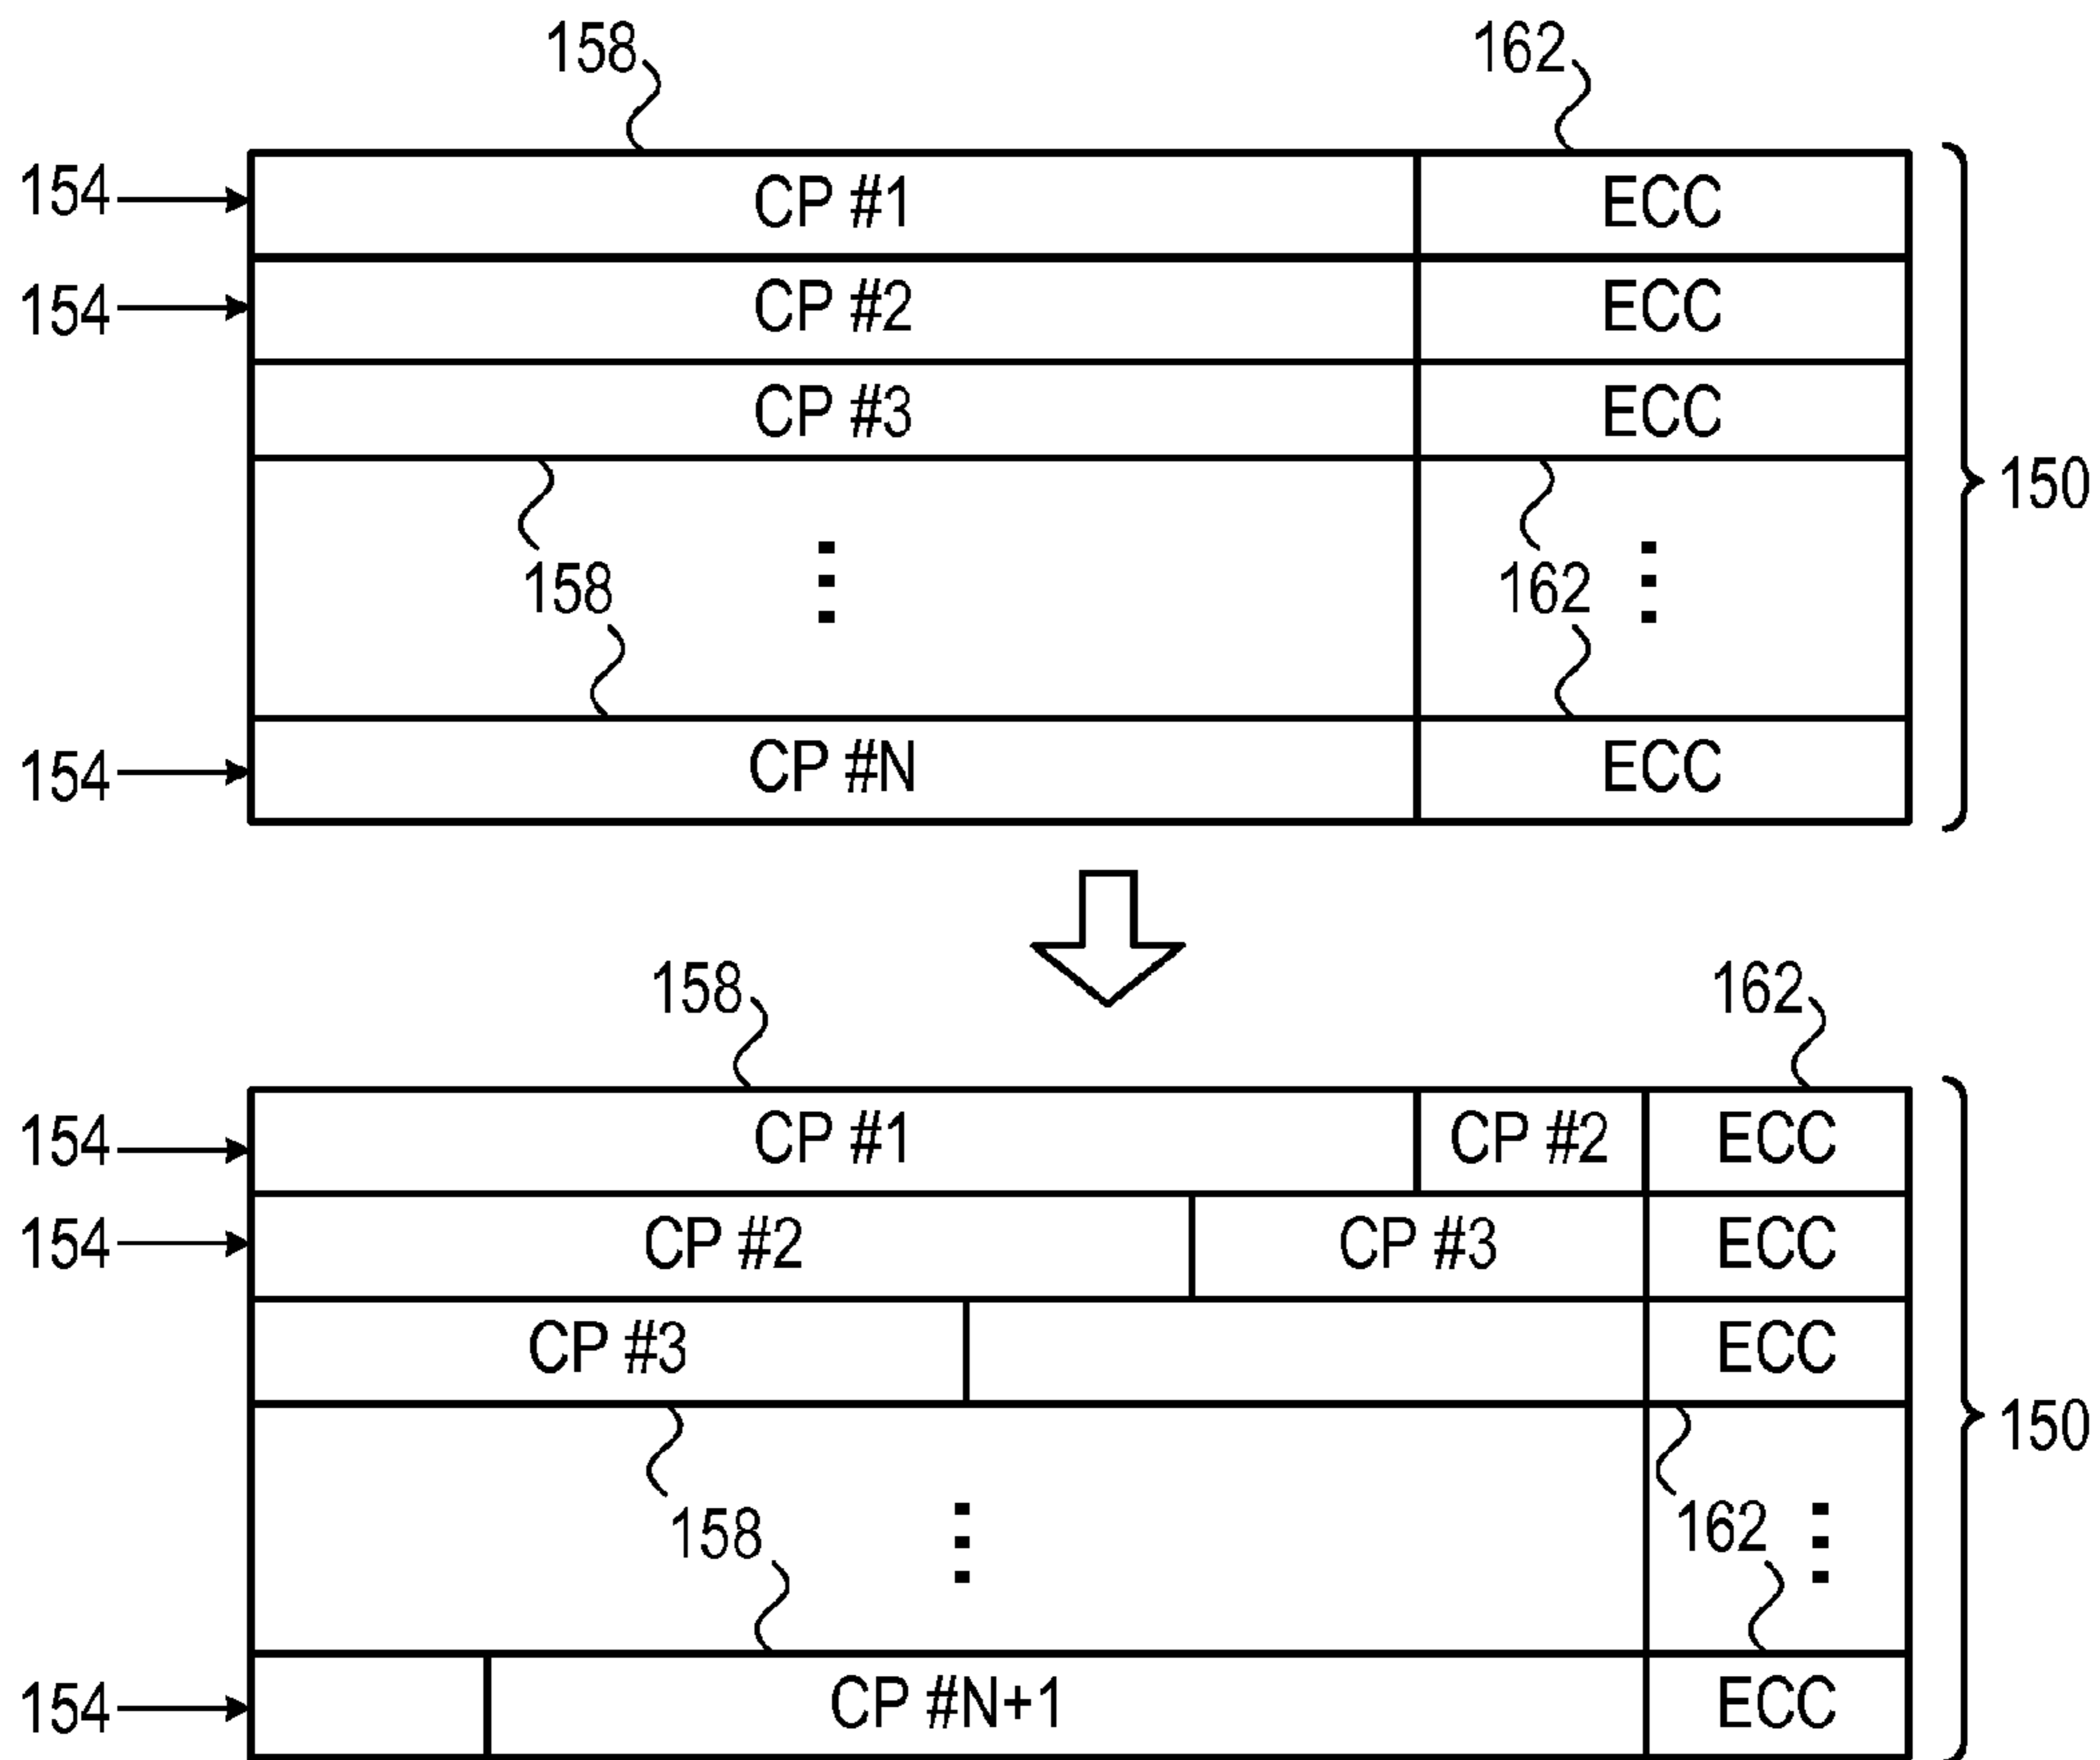 158 162
154 CP #1 ECC
154 CP #2 ECC
CP #3 ECC
150
158 162
154 CP #N ECC
158 162
154 CP #1 CP #2 ECC
154 CP #2 CP #3 ECC
CP #3 ECC
150
158 162
154 CP #N+1 ECC